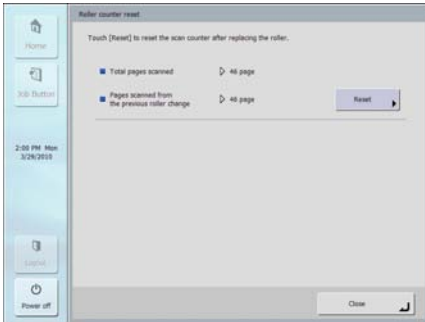 Roller counter reset
Home
Touch [Reset] to reset the scan counter after replacing the roller.
Total pages scanned
46 page
Job Button
Pages scanned from
the previous roller change
46 page
Reset
2:00 PM Mon
3/29/2010
Logout
Power off
Close